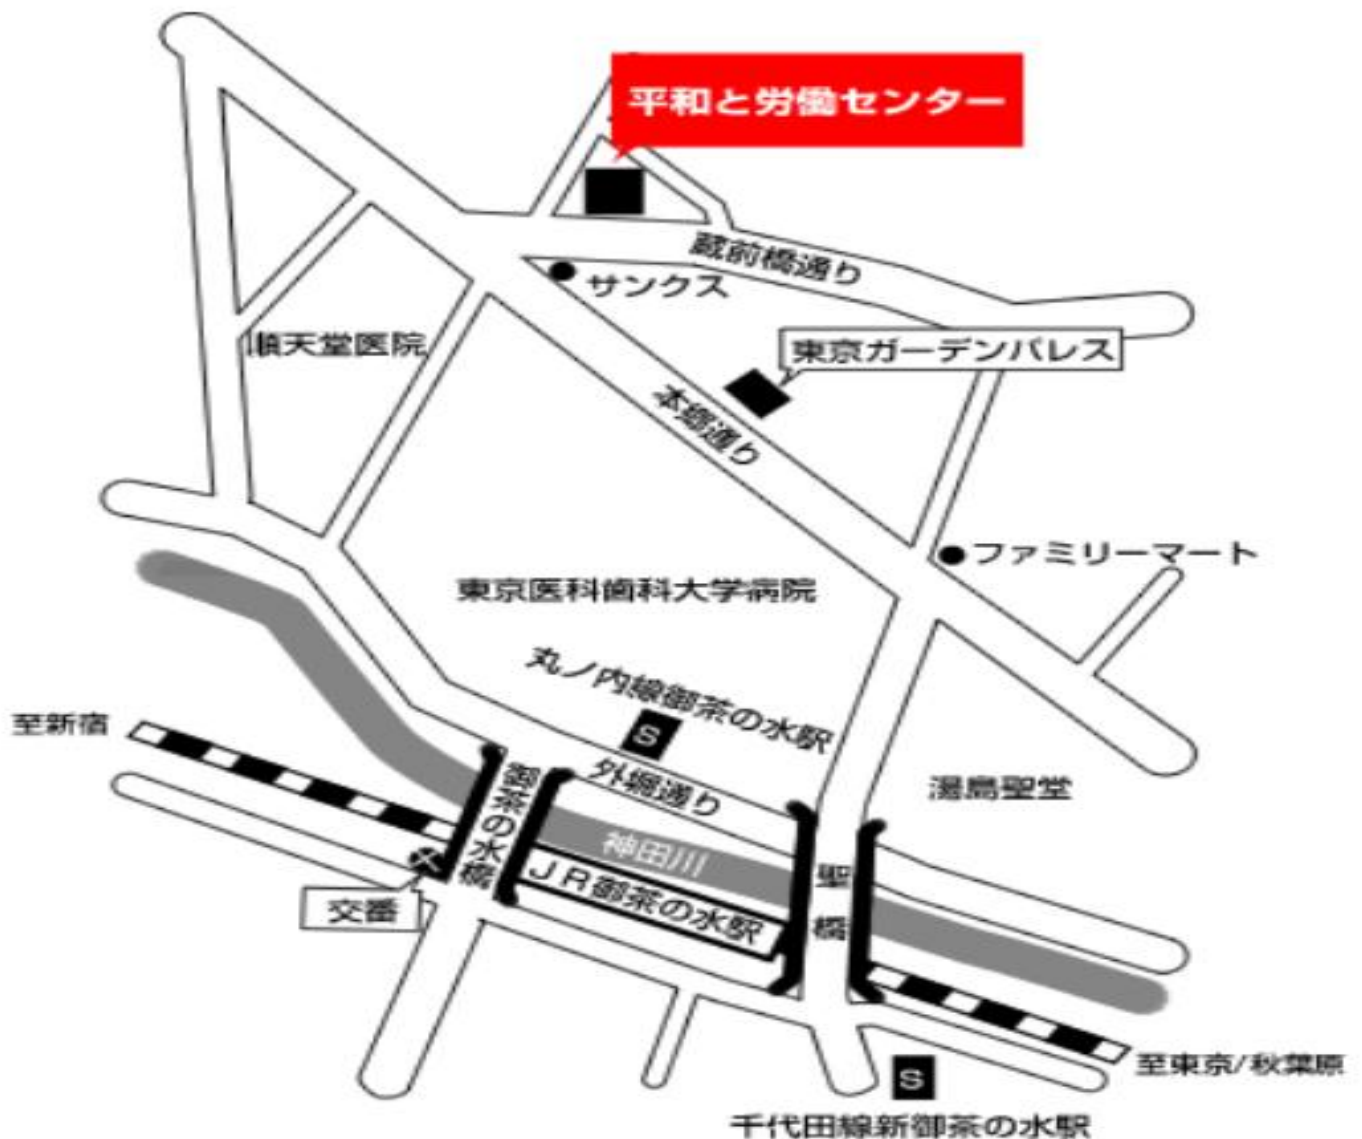 平和と労働センター
蔵前橋通り
サンクス
順天堂医院
東京ガーデンパレス
本郷通り
ファミリーマート
東京医科歯科大学病院
丸ノ内線御茶の水駅
S
至新宿
外堀通り
湯島聖堂
御茶の水橋
神田川
聖橋
JR御茶の水駅
交番
至東京/秋葉原
S
千代田線新御茶の水駅